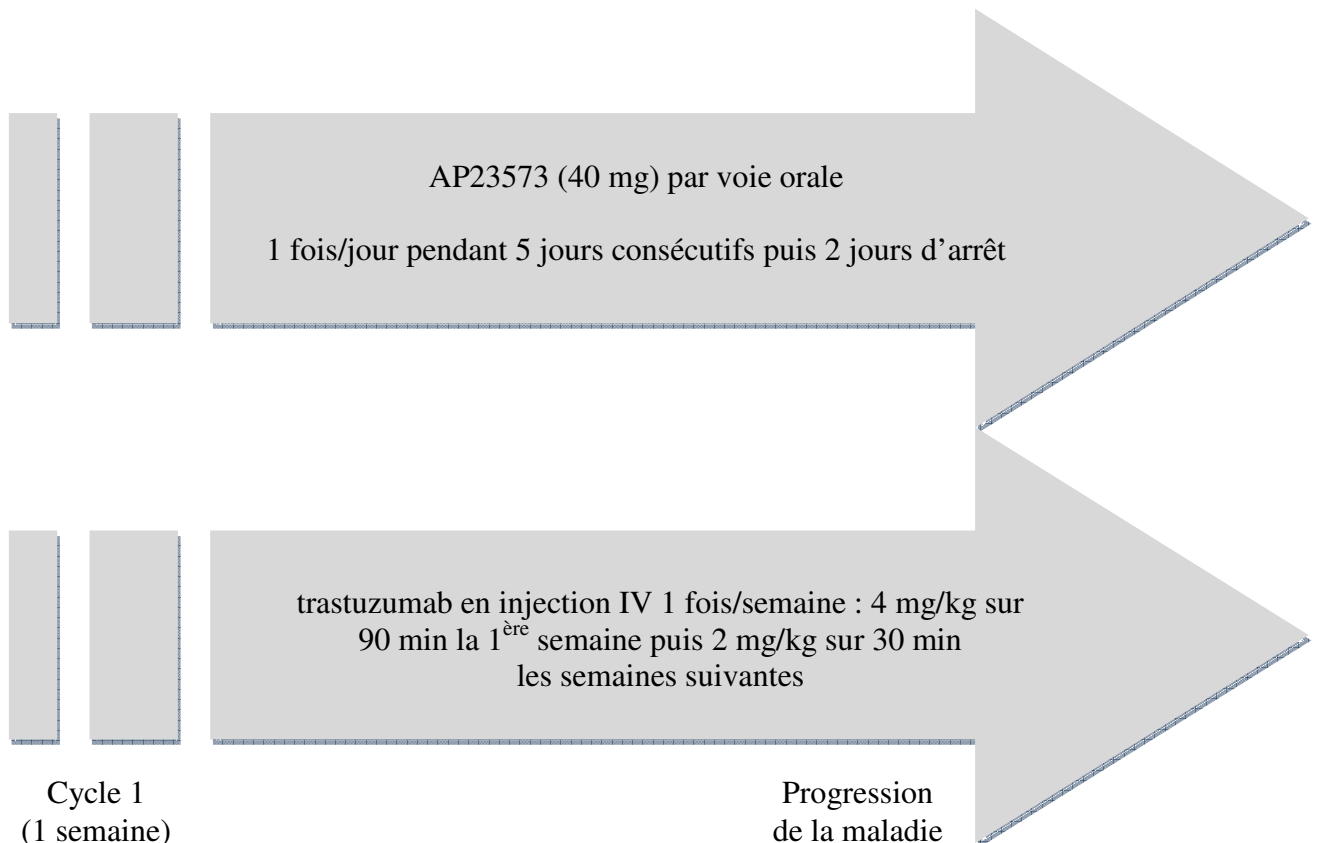 AP23573 (40 mg) par voie orale
1 fois/jour pendant 5 jours consécutifs puis 2 jours d’arrêt
trastuzumab en injection IV 1 fois/semaine : 4 mg/kg sur
90 min la 1ère semaine puis 2 mg/kg sur 30 min
les semaines suivantes
Cycle 1
(1 semaine)
Progression
de la maladie